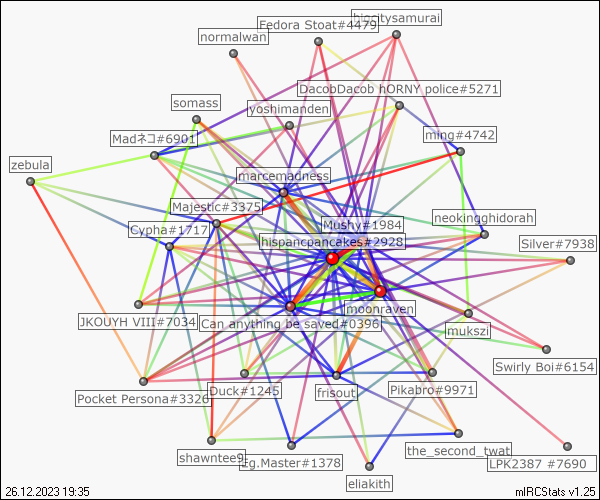 Fedora Stoat#4479
biocitysamurai
normalwan
DacobDacob hORNY police#5271
somass
yoshimanden
Madネコ#6901
ming#4742
zebula
marcemadness
Majestic#3375
Mushy#1984
neokingghidorah
Cypha#1717
hispancpancakes#2928
Silver#7938
moonraven
JKOUYH VIII#7034
Can anything be saved#0396
mukszi
Swirly Boi#6154
Pocket Persona#3326
Duck#1245
frisout
Pikabro#9971
shawntee9
Eg.Master#1378
the_second_twat
LPK2387 #7690
eliakith
26.12.2023 19:35
mIRCStats v1.25